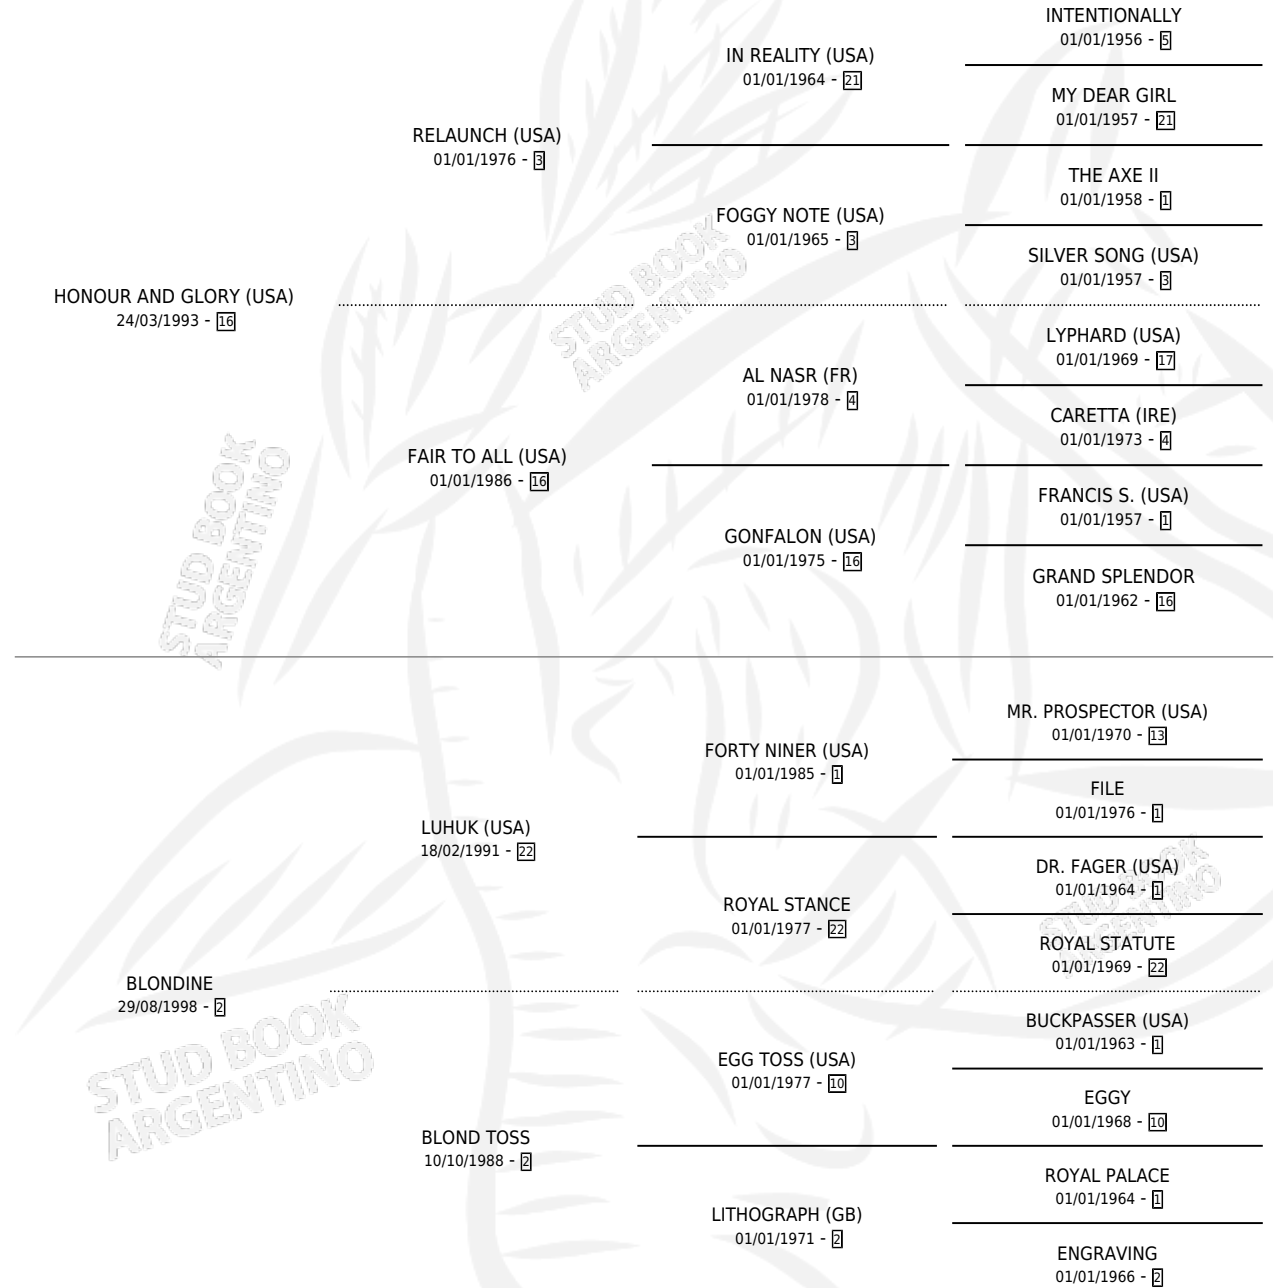 INTENTIONALLY
01/01/1956 - 5
IN REALITY (USA)
01/01/1964 - 21
MY DEAR GIRL
01/01/1957 - 21
RELAUNCH (USA)
01/01/1976 - 3
THE AXE II
01/01/1958 - 1
FOGGY NOTE (USA)
01/01/1965 - 3
SILVER SONG (USA)
01/01/1957 - 3
HONOUR AND GLORY (USA)
24/03/1993 - 16
LYPHARD (USA)
01/01/1969 - 17
AL NASR (FR)
01/01/1978 - 4
CARETTA (IRE)
01/01/1973 - 4
FAIR TO ALL (USA)
01/01/1986 - 16
FRANCIS S. (USA)
01/01/1957 - 1
GONFALON (USA)
01/01/1975 - 16
GRAND SPLENDOR
01/01/1962 - 16
STUD BOOK
ARGENTINO
STUD BOOK
ARGENTINO
MR. PROSPECTOR (USA)
01/01/1970 - 13
FORTY NINER (USA)
01/01/1985 - 1
FILE
01/01/1976 - 1
LUHUK (USA)
18/02/1991 - 22
DR. FAGER (USA)
01/01/1964 - 1
ROYAL STANCE
01/01/1977 - 22
ROYAL STATUTE
01/01/1969 - 22
BLONDINE
29/08/1998 - 2
BUCKPASSER (USA)
01/01/1963 - 1
EGG TOSS (USA)
01/01/1977 - 10
EGGY
01/01/1968 - 10
BLOND TOSS
10/10/1988 - 2
ROYAL PALACE
01/01/1964 - 1
LITHOGRAPH (GB)
01/01/1971 - 2
ENGRAVING
01/01/1966 - 2
STUD BOOK
ARGENTINO
STUD BOOK
ARGENTINO